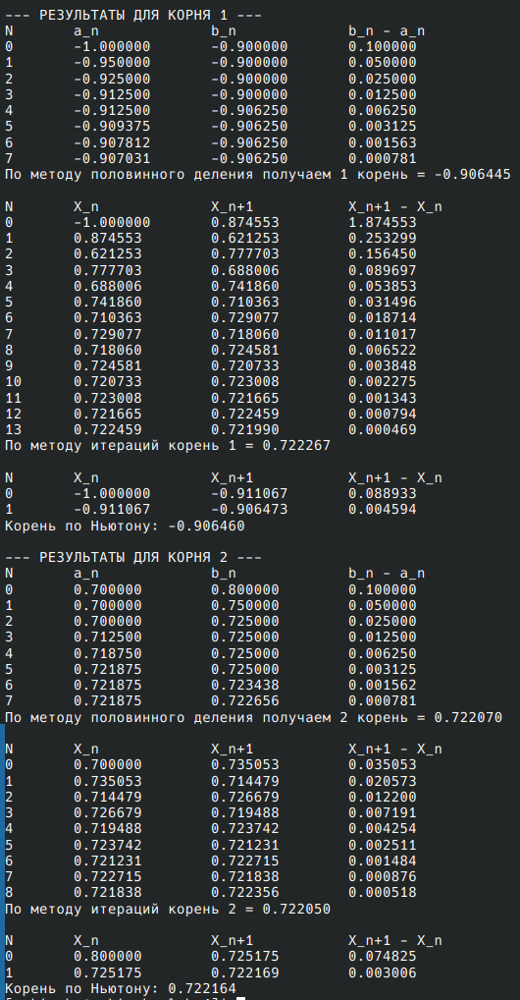 --- РЕЗУЛЬТАТЫ ДЛЯ КОРНЯ 1 ---
N a_n b_n b_n - a_n
0 -1.000000 -0.900000 0.100000
1 -0.950000 -0.900000 0.050000
2 -0.925000 -0.900000 0.025000
3 -0.912500 -0.900000 0.012500
4 -0.912500 -0.906250 0.006250
5 -0.909375 -0.906250 0.003125
6 -0.907812 -0.906250 0.001563
7 -0.907031 -0.906250 0.000781
По методу половинного деления получаем 1 корень = -0.906445
N X_n X_n+1 X_n+1 - X_n
0 -1.000000 0.874553 1.874553
1 0.874553 0.621253 0.253299
2 0.621253 0.777703 0.156450
3 0.777703 0.688006 0.089697
4 0.688006 0.741860 0.053853
5 0.741860 0.710363 0.031496
6 0.710363 0.729077 0.018714
7 0.729077 0.718060 0.011017
8 0.718060 0.724581 0.006522
9 0.724581 0.720733 0.003848
10 0.720733 0.723008 0.002275
11 0.723008 0.721665 0.001343
12 0.721665 0.722459 0.000794
13 0.722459 0.721990 0.000469
По методу итераций корень 1 = 0.722267
N X_n X_n+1 X_n+1 - X_n
0 -1.000000 -0.911067 0.088933
1 -0.911067 -0.906473 0.004594
Корень по Ньютону: -0.906460
--- РЕЗУЛЬТАТЫ ДЛЯ КОРНЯ 2 ---
N a_n b_n b_n - a_n
0 0.700000 0.800000 0.100000
1 0.700000 0.750000 0.050000
2 0.700000 0.725000 0.025000
3 0.712500 0.725000 0.012500
4 0.718750 0.725000 0.006250
5 0.721875 0.725000 0.003125
6 0.721875 0.723438 0.001562
7 0.721875 0.722656 0.000781
По методу половинного деления получаем 2 корень = 0.722070
N X_n X_n+1 X_n+1 - X_n
0 0.700000 0.735053 0.035053
1 0.735053 0.714479 0.020573
2 0.714479 0.726679 0.012200
3 0.726679 0.719488 0.007191
4 0.719488 0.723742 0.004254
5 0.723742 0.721231 0.002511
6 0.721231 0.722715 0.001484
7 0.722715 0.721838 0.000876
8 0.721838 0.722356 0.000518
По методу итераций корень 2 = 0.722050
N X_n X_n+1 X_n+1 - X_n
0 0.800000 0.725175 0.074825
1 0.725175 0.722169 0.003006
Корень по Ньютону: 0.722164